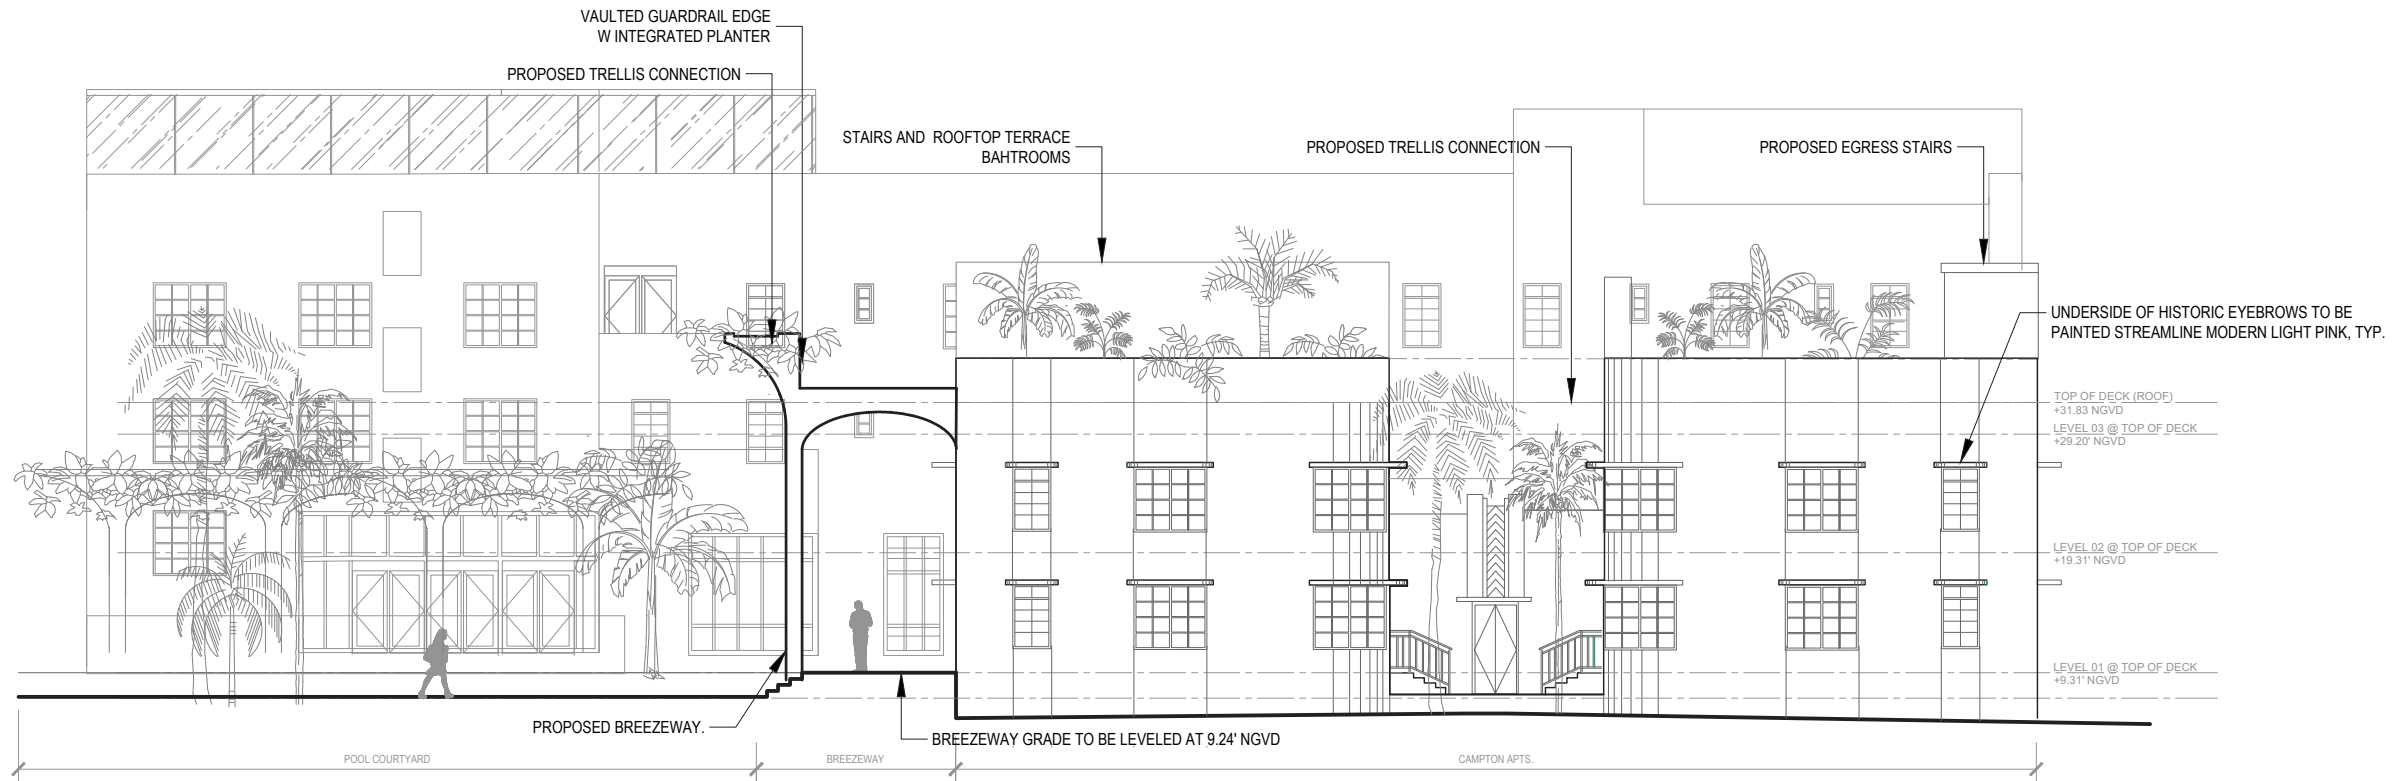 VAULTED GUARDRAIL EDGE
W INTEGRATED PLANTER
PROPOSED TRELLIS CONNECTION
STAIRS AND ROOFTOP TERRACE
BAHTROOMS
PROPOSED TRELLIS CONNECTION
PROPOSED EGRESS STAIRS
UNDERSIDE OF HISTORIC EYEBROWS TO BE
PAINTED STREAMLINE MODERN LIGHT PINK, TYP.
TOP OF DECK (ROOF)
+31.83 NGVD
LEVEL 03 @ TOP OF DECK
+29.20' NGVD
LEVEL 02 @ TOP OF DECK
+19.31' NGVD
LEVEL 01 @ TOP OF DECK
+9.31' NGVD
PROPOSED BREEZEWAY.
BREEZEWAY GRADE TO BE LEVELED AT 9.24' NGVD
POOL COURTYARD
BREEZEWAY
CAMPTON APTS.